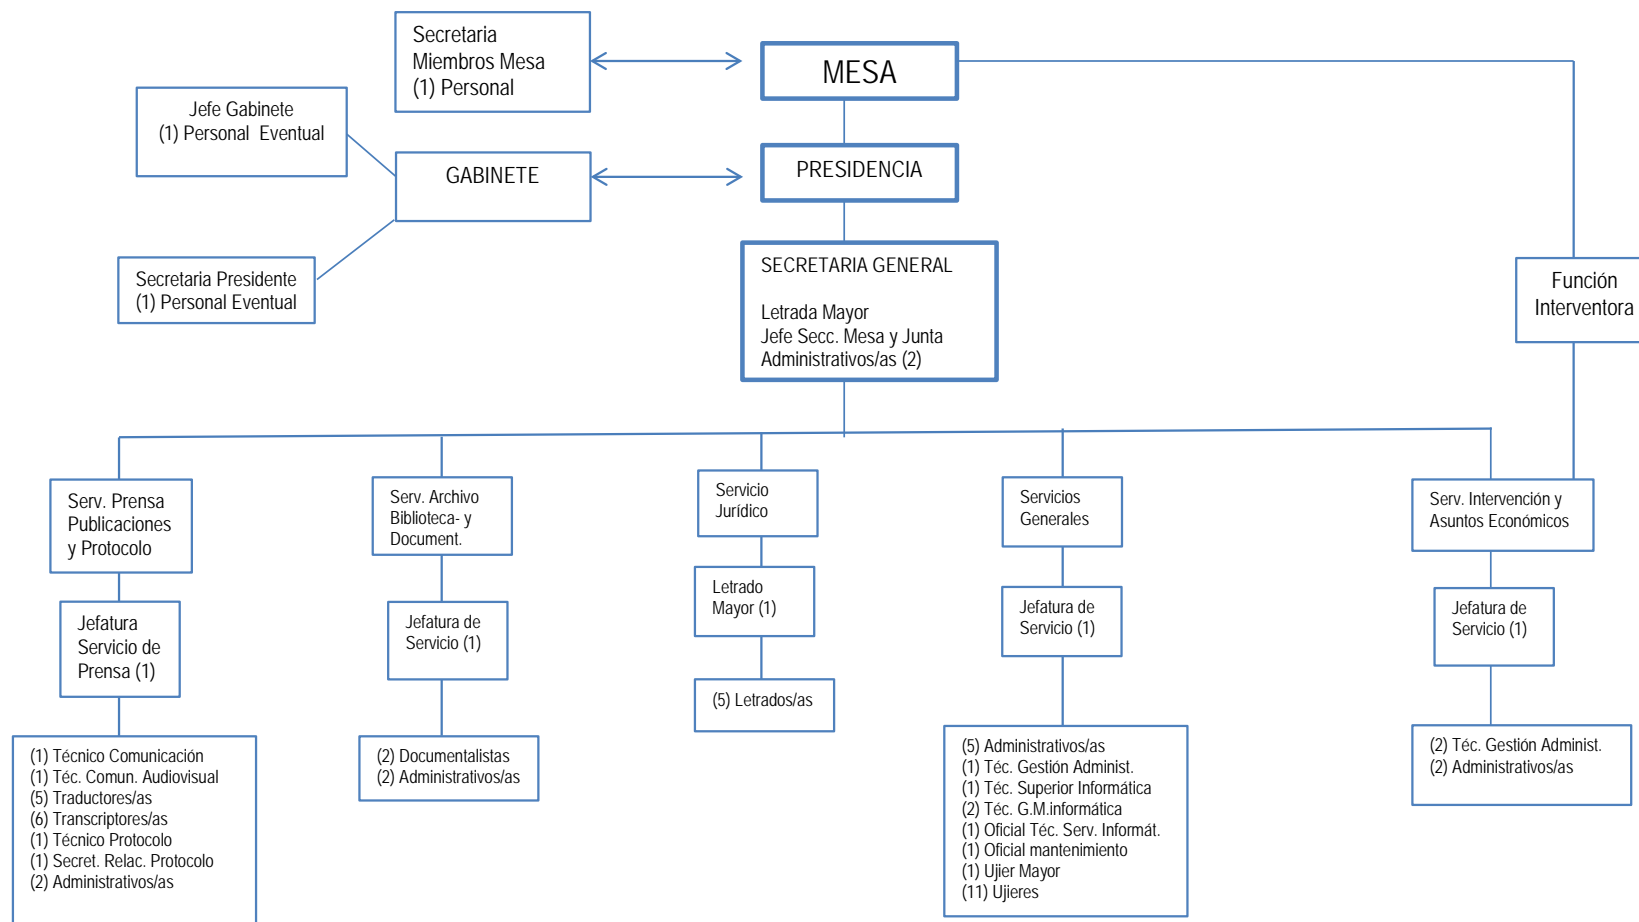 Secretaria
Miembros Mesa
(1) Personal
MESA
Jefe Gabinete
(1) Personal Eventual
GABINETE
PRESIDENCIA
Secretaria Presidente
(1) Personal Eventual
SECRETARIA GENERAL
Letrada Mayor
Jefe Secc. Mesa y Junta
Administrativos/as (2)
Función
Interventora
Serv. Prensa
Publicaciones
y Protocolo
Serv. Archivo
Biblioteca- y
Document.
Servicio
Jurídico
Servicios
Generales
Serv. Intervención y
Asuntos Económicos
Jefatura
Servicio de
Prensa (1)
Jefatura de
Servicio (1)
Letrado
Mayor (1)
Jefatura de
Servicio (1)
Jefatura de
Servicio (1)
(1) Técnico Comunicación
(1) Téc. Comun. Audiovisual
(5) Traductores/as
(6) Transcriptores/as
(1) Técnico Protocolo
(1) Secret. Relac. Protocolo
(2) Administrativos/as
(2) Documentalistas
(2) Administrativos/as
(5) Letrados/as
(5) Administrativos/as
(1) Téc. Gestión Administ.
(1) Téc. Superior Informática
(2) Téc. G.M.informática
(1) Oficial Téc. Serv. Informát.
(1) Oficial mantenimiento
(1) Ujier Mayor
(11) Ujieres
(2) Téc. Gestión Administ.
(2) Administrativos/as